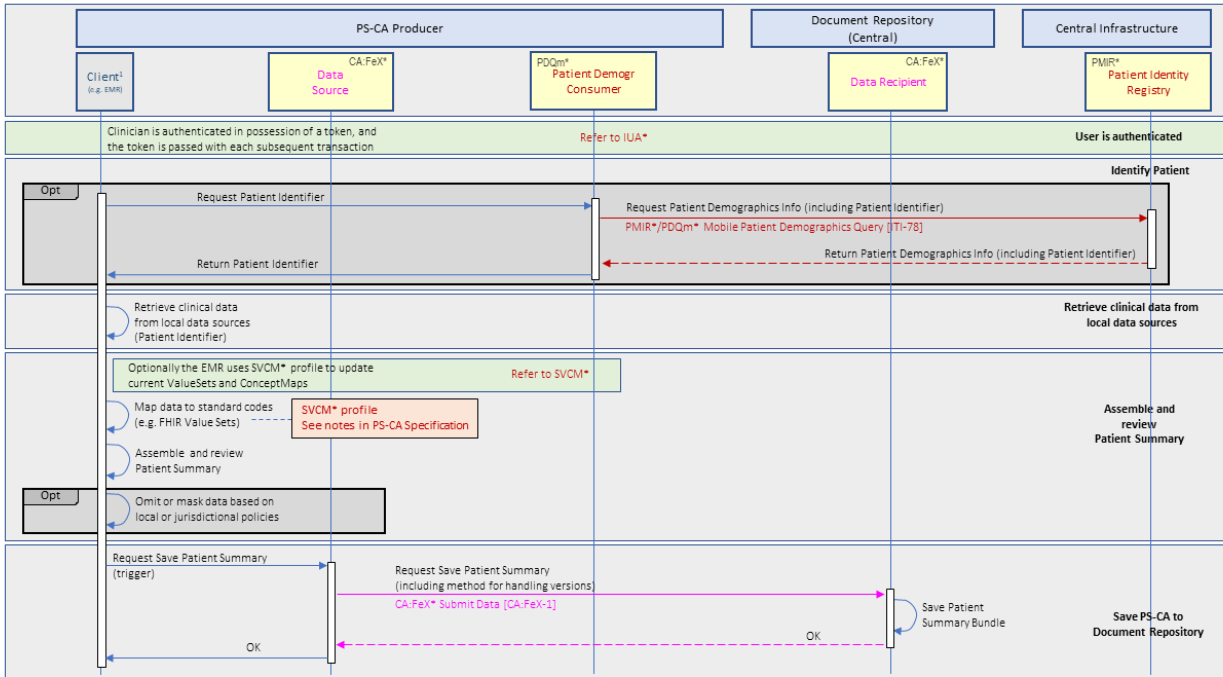 PS-CA Producer
Document Repository
(Central)
Central Infrastructure
Client¹
(e.g. EMR)
CA:FeX*
Data
Source
PDQm*
Patient Demogr
Consumer
CA:FeX*
Data Recipient
PMIR*
Patient Identity
Registry
Clinician is authenticated in possession of a token, and
the token is passed with each subsequent transaction
Refer to IUA*
User is authenticated
Identify Patient
Opt
Request Patient Identifier
Request Patient Demographics Info (including Patient Identifier)
PMIR*/PDQm* Mobile Patient Demographics Query [ITI-78]
Return Patient Demographics Info (including Patient Identifier)
Return Patient Identifier
Retrieve clinical data
from local data sources
(Patient Identifier)
Retrieve clinical data from
local data sources
Optionally the EMR uses SVCM* profile to update
current ValueSets and ConceptMaps
Refer to SVCM*
Map data to standard codes
(e.g. FHIR Value Sets)
SVCM* profile
See notes in PS-CA Specification
Assemble and
review
Patient Summary
Assemble and review
Patient Summary
Opt
Omit or mask data based on
local or jurisdictional policies
Request Save Patient Summary
(trigger)
Request Save Patient Summary
(including method for handling versions)
CA:FeX* Submit Data [CA:FeX-1]
Save Patient
Summary Bundle
Save PS-CA to
Document Repository
OK
OK